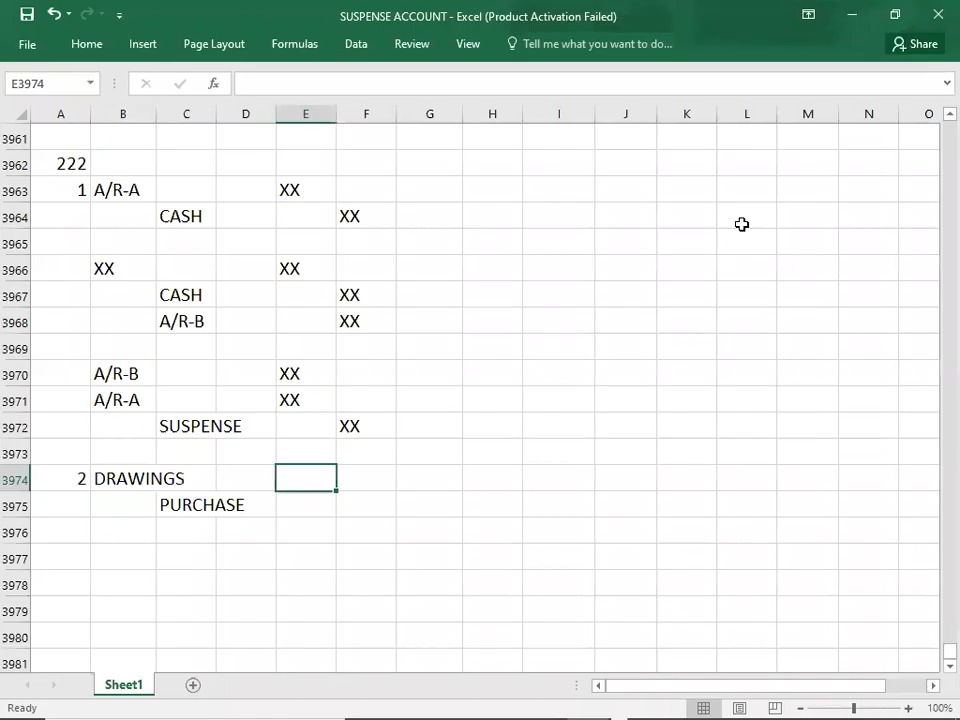 SUSPENSE ACCOUNT - Excel (Product Activation Failed)
File Home Insert Page Layout Formulas Data Review View Tell me what you want to do... Share
E3974 fx
A B C D E F G H I J K L M N O
3961
3962 222
3963 1 A/R-A XX
3964 CASH XX
3965
3966 XX XX
3967 CASH XX
3968 A/R-B XX
3969
3970 A/R-B XX
3971 A/R-A XX
3972 SUSPENSE XX
3973
3974 2 DRAWINGS
3975 PURCHASE
3976
3977
3978
3979
3980
3981
Sheet1
Ready 100%